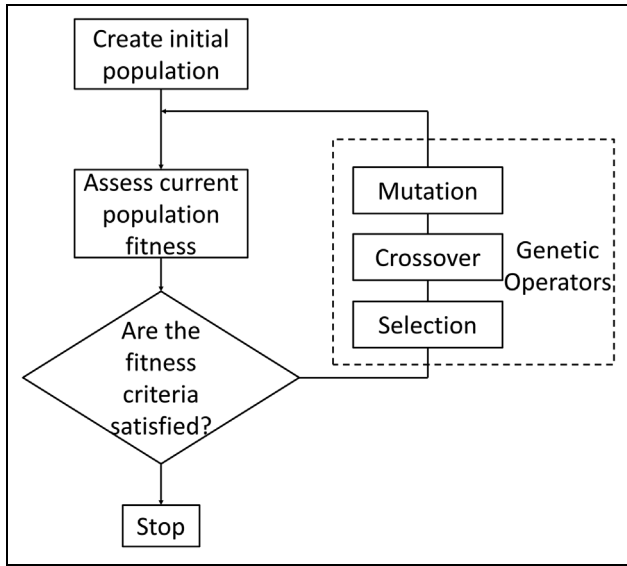 Create initial
population
Assess current
population
fitness
Are the
fitness
criteria
satisfied?
Stop
Mutation
Crossover
Selection
Genetic
Operators